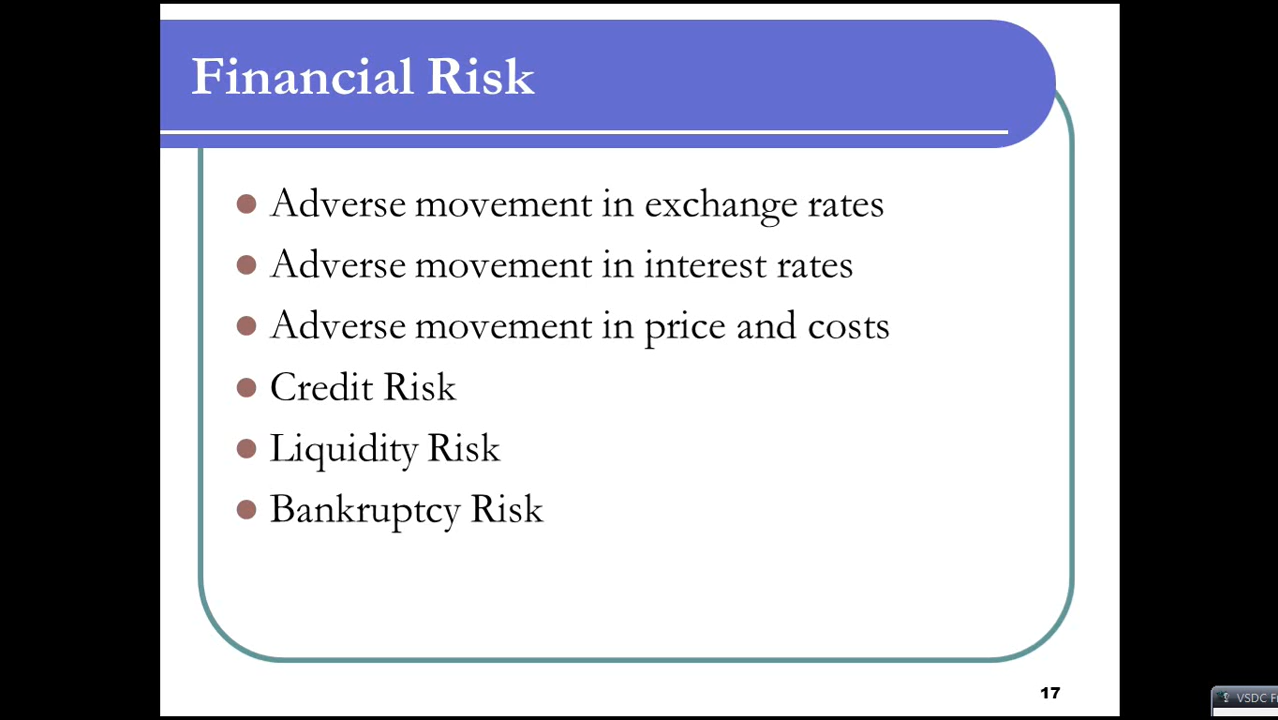 Financial Risk
Adverse movement in exchange rates
Adverse movement in interest rates
Adverse movement in price and costs
Credit Risk
Liquidity Risk
Bankruptcy Risk
17
VSDC